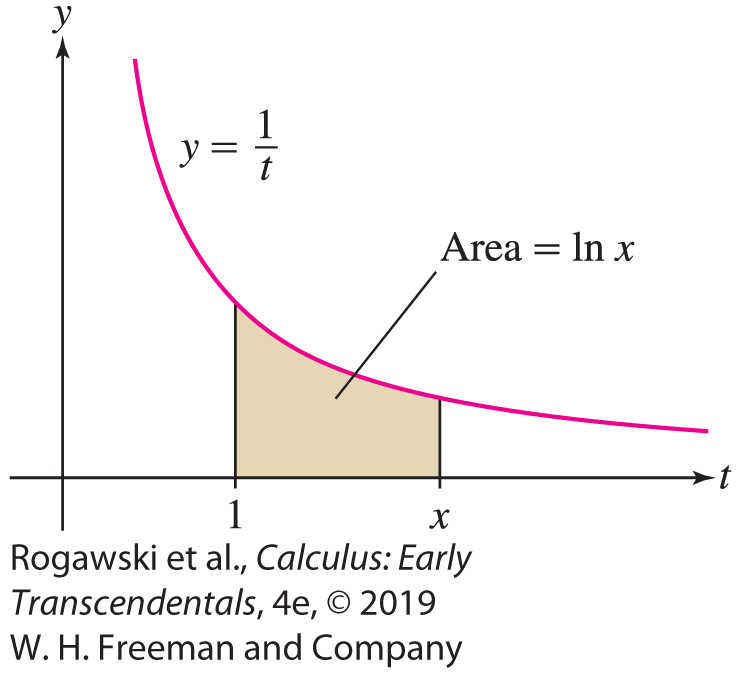 y
y = 1/t
Area = ln x
t
1
x
Rogawski et al., Calculus: Early
Transcendentals, 4e, © 2019
W. H. Freeman and Company